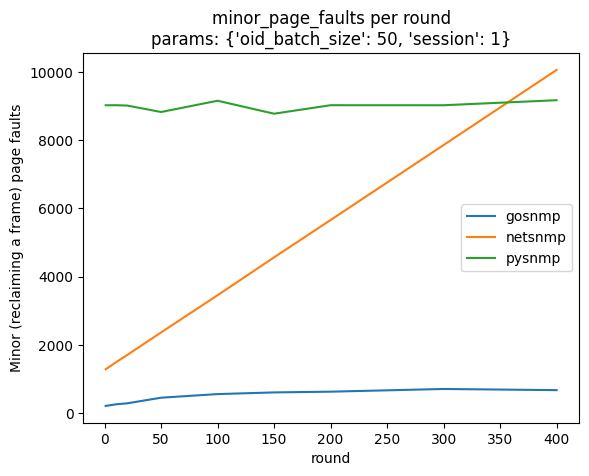 minor_page_faults per round
params: {'oid_batch_size': 50, 'session': 1}
Minor (reclaiming a frame) page faults
10000
8000
6000
4000
2000
0
gosnmp
netsnmp
pysnmp
0 50 100 150 200 250 300 350 400
round